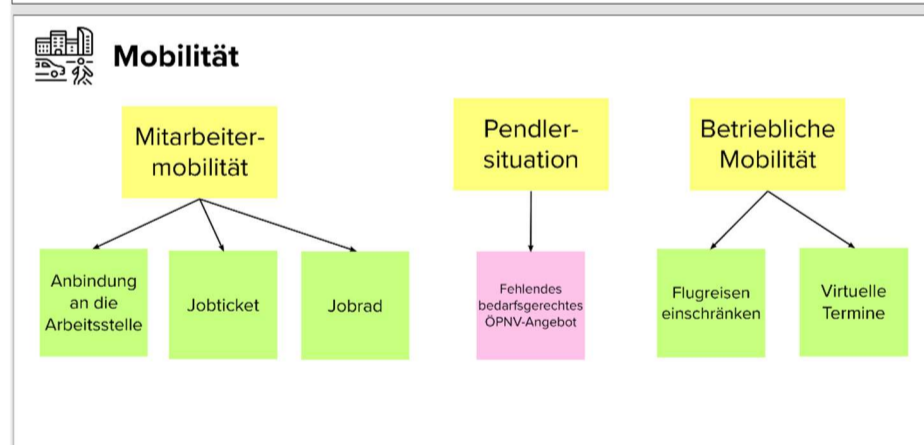 Mobilität
Mitarbeiter-
mobilität
Pendler-
situation
Betriebliche
Mobilität
Anbindung
an die
Arbeitsstelle
Jobticket
Jobrad
Fehlendes
bedarfsgerechtes
ÖPNV-Angebot
Flugreisen
einschränken
Virtuelle
Termine